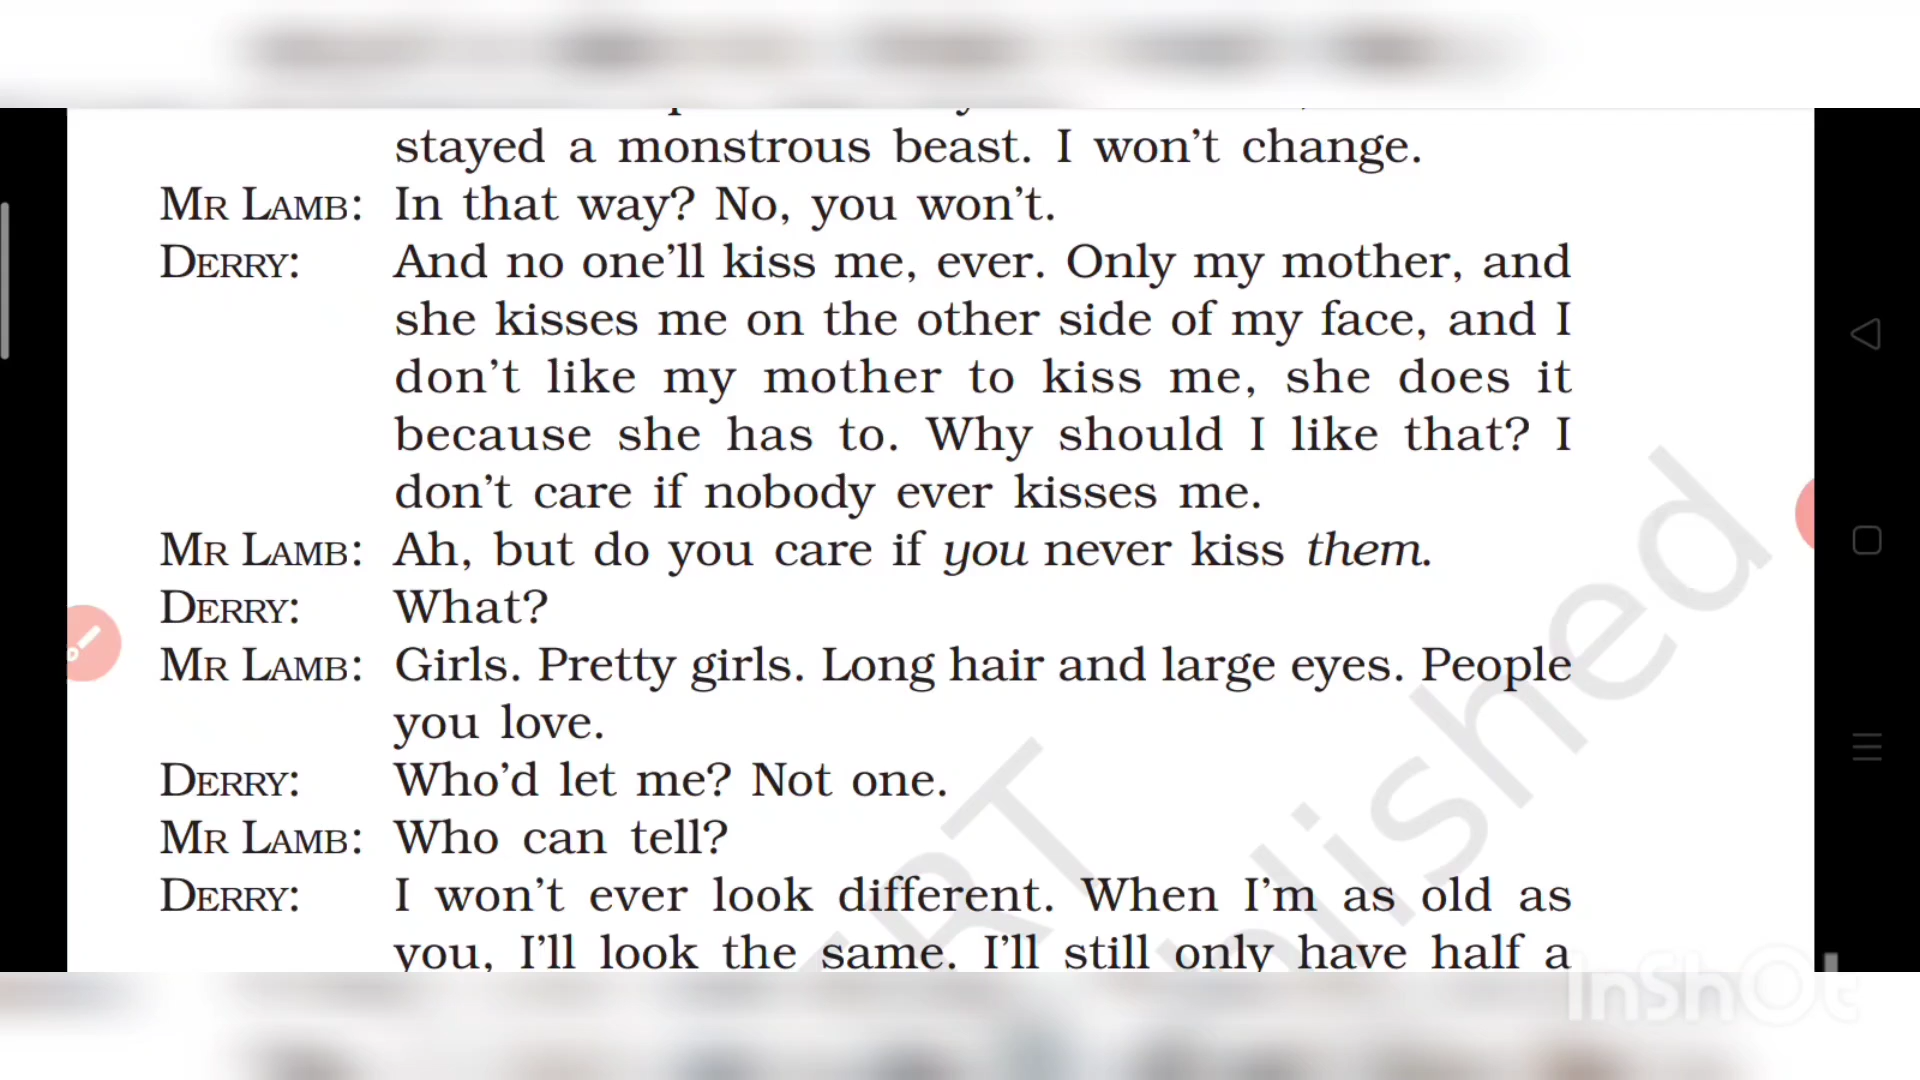 stayed a monstrous beast. I won't change.
MR LAMB: In that way? No, you won't.
DERRY: And no one'll kiss me, ever. Only my mother, and
she kisses me on the other side of my face, and I
don't like my mother to kiss me, she does it
because she has to. Why should I like that? I
don't care if nobody ever kisses me.
MR LAMB: Ah, but do you care if you never kiss them.
DERRY: What?
MR LAMB: Girls. Pretty girls. Long hair and large eyes. People
you love.
DERRY: Who'd let me? Not one.
MR LAMB: Who can tell?
DERRY: I won't ever look different. When I'm as old as
you, I'll look the same. I'll still only have half a
InShOt